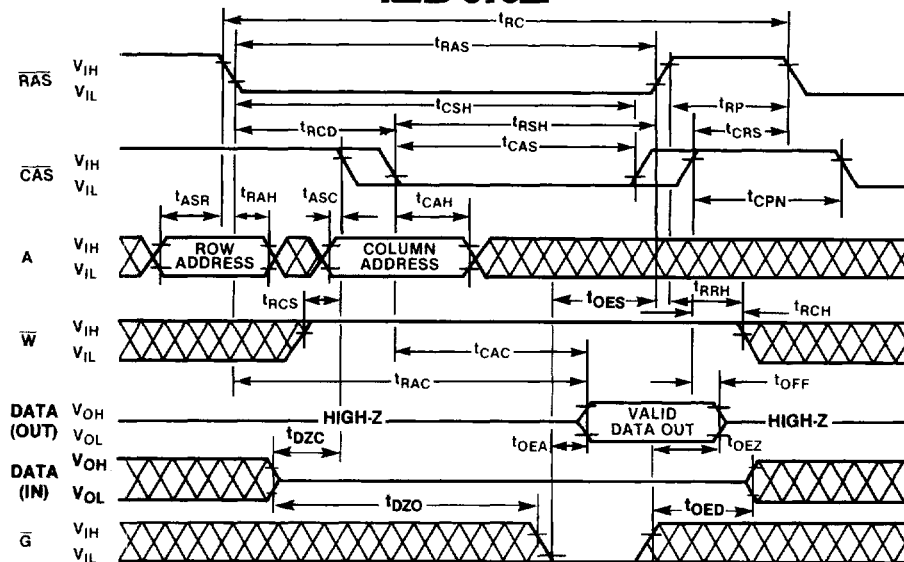 tRC
tRAS
RAS VIH
VIL
tCSH
tRP
tRCD
tRSH
tCRS
CAS VIH
VIL
tCAS
tASR tRAH tASC tCAH
tCPN
A VIH
VIL
ROW ADDRESS
COLUMN ADDRESS
tRCS
tOES
tRRH
tRCH
W VIH
VIL
tCAC
tRAC
tOFF
DATA (OUT) VOH
VOL
HIGH-Z
VALID DATA OUT
HIGH-Z
tOEA
tOEZ
tDZC
DATA (IN) VOH
VOL
tDZO
tOED
G VIH
VIL